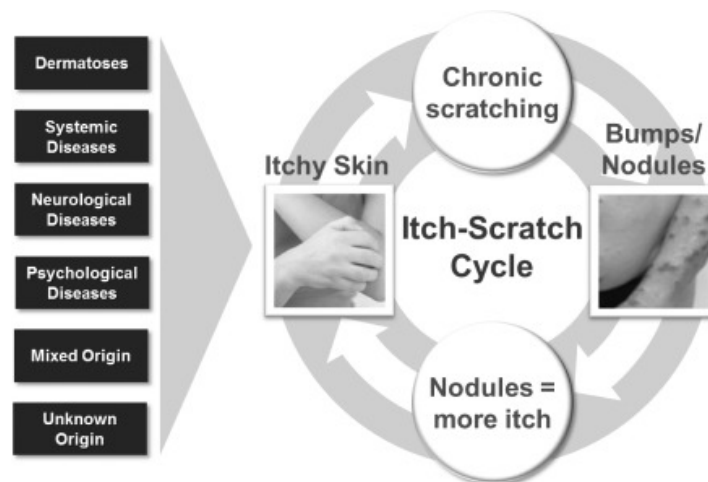 Dermatoses
Systemic
Diseases
Neurological
Diseases
Psychological
Diseases
Mixed Origin
Unknown
Origin
Itchy Skin
Chronic
scratching
Bumps/
Nodules
Itch-Scratch
Cycle
Nodules =
more itch